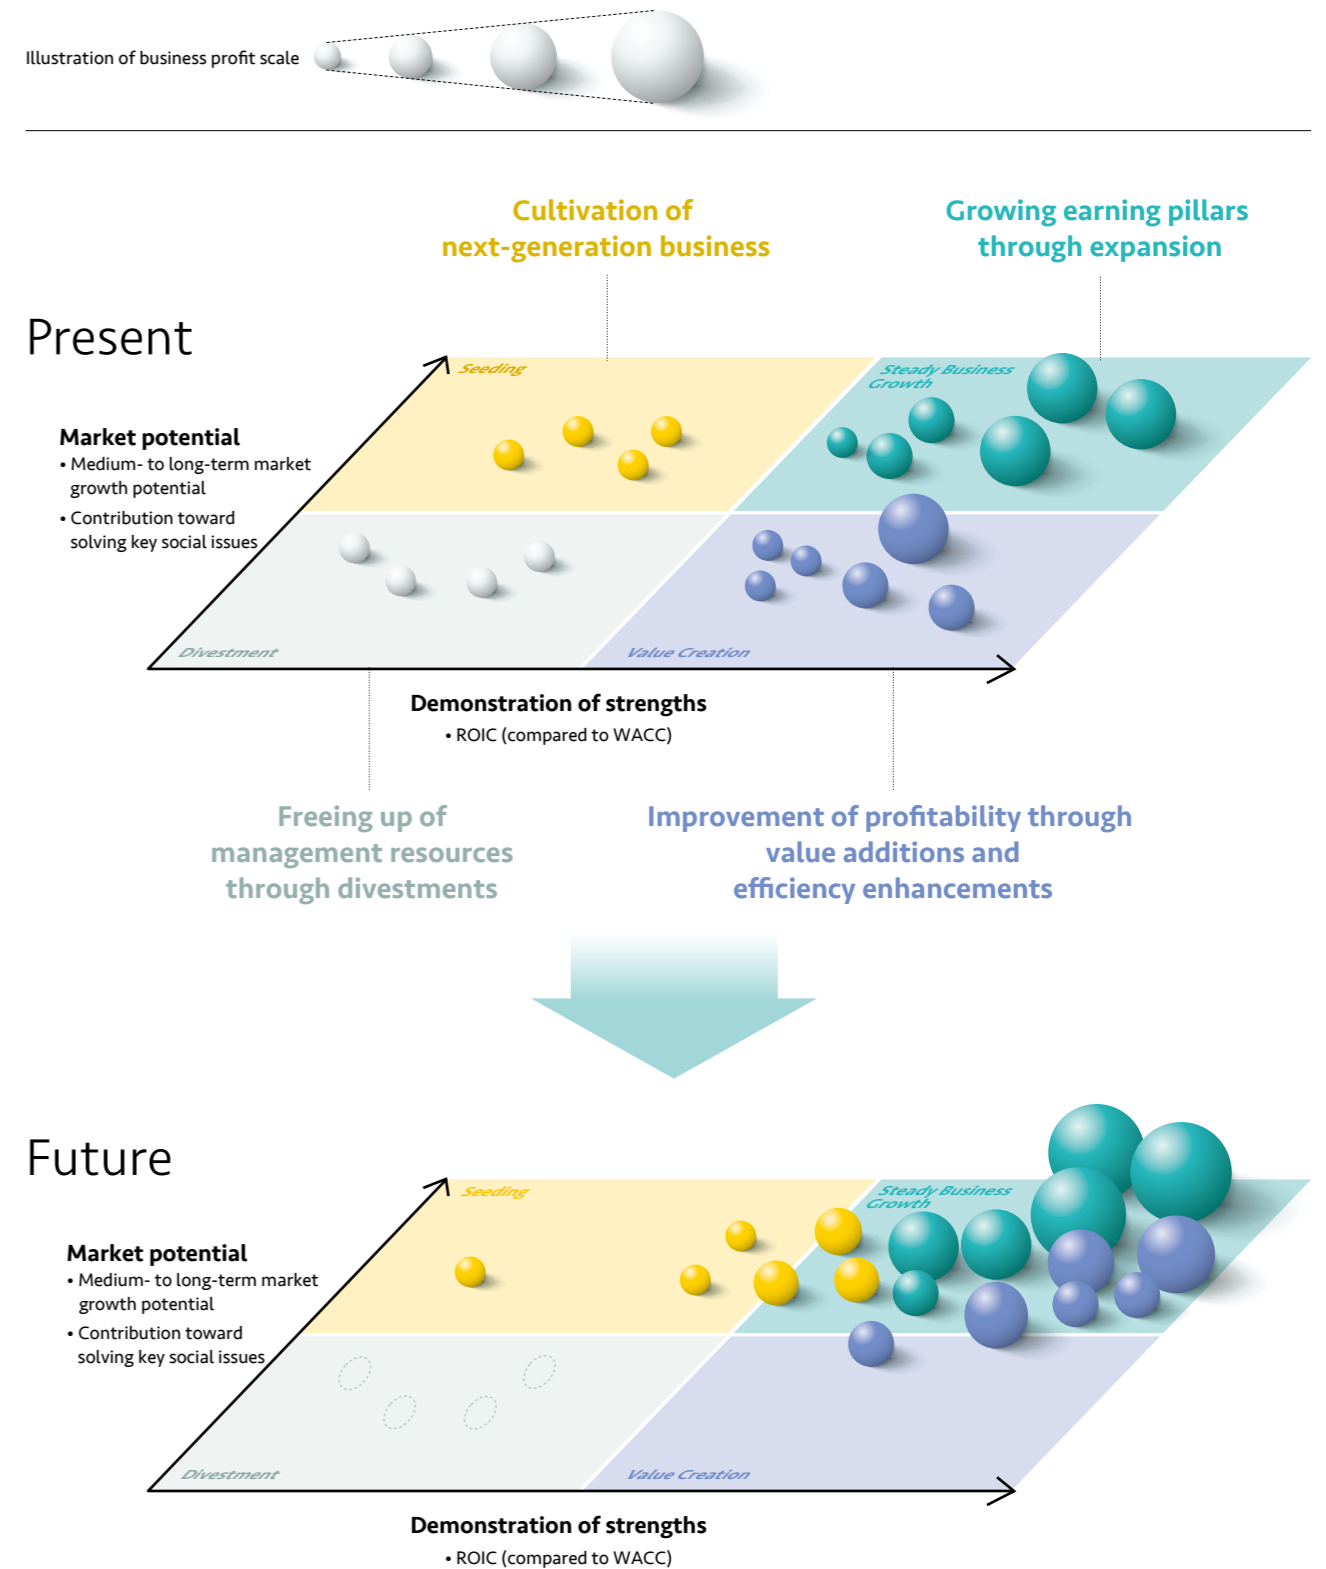 Illustration of business profit scale
Cultivation of
next-generation business
Growing earning pillars
through expansion
Present
Seeding
Steady Business
Growth
Market potential
• Medium- to long-term market
growth potential
• Contribution toward
solving key social issues
Divestment
Value Creation
Demonstration of strengths
• ROIC (compared to WACC)
Freeing up of
management resources
through divestments
Improvement of profitability through
value additions and
efficiency enhancements
Future
Seeding
Steady Business
Growth
Market potential
• Medium- to long-term market
growth potential
• Contribution toward
solving key social issues
Divestment
Value Creation
Demonstration of strengths
• ROIC (compared to WACC)